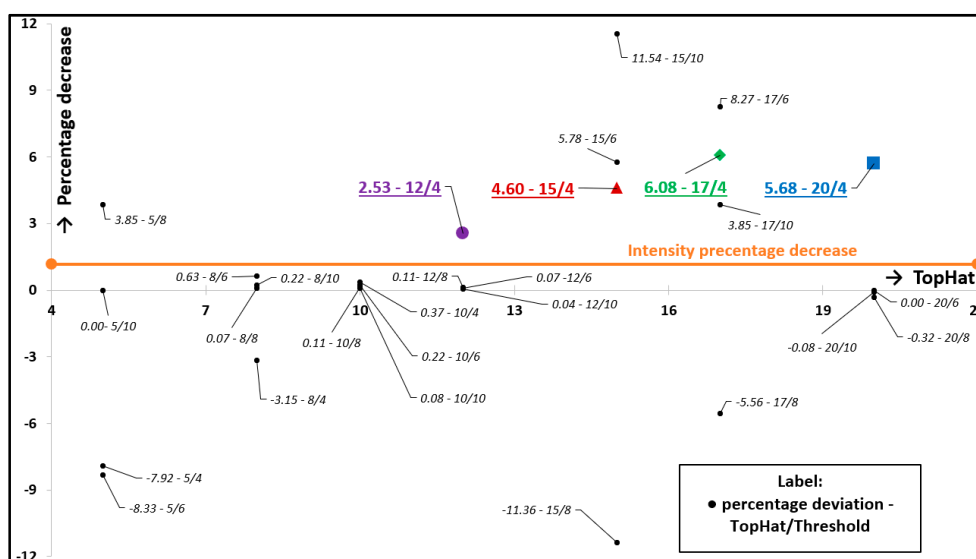 12
→ Percentage decrease
11.54 - 15/10
9
8.27 - 17/6
5.78 - 15/6
6
2.53 - 12/4
4.60 - 15/4
6.08 - 17/4
5.68 - 20/4
3
3.85 - 5/8
3.85 - 17/10
Intensity precentage decrease
0.63 - 8/6
0.22 - 8/10
0.11- 12/8
0.07 -12/6
→ TopHat
0
4
7
10
13
16
19
0.00- 5/10
0.07 - 8/8
0.11 - 10/8
0.37 - 10/4
0.04 - 12/10
0.00 - 20/6
-0.08 - 20/10
-0.32 - 20/8
0.22 - 10/6
-3
-3.15 - 8/4
0.08 - 10/10
-5.56 - 17/8
-6
-7.92 - 5/4
-8.33 - 5/6
-9
-11.36 - 15/8
-12
Label:
● percentage deviation -
TopHat/Threshold